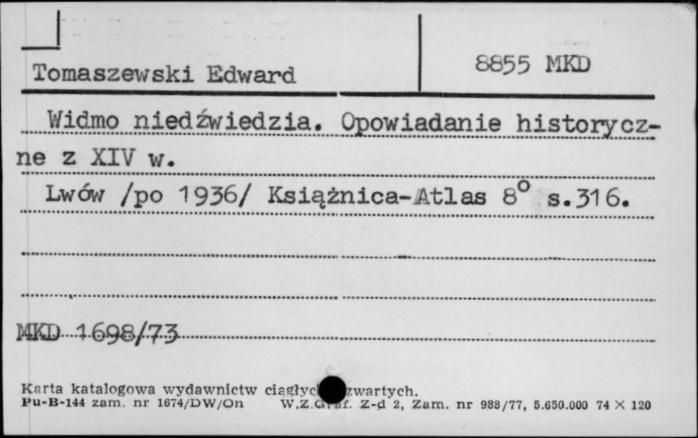 Tomaszewski Edward 8855 MKD
Widmo niedźwiedzia. Opowiadanie historycz-
ne z XIV w.
Lwów /po 1936/ Książnica-Atlas 8° s.316.
MKD 1698/73
Karta katalogowa wydawnictw zwartych.
Pu-B-144 zam. nr 1674/DW/On W.Z.Graf. Z-d 2, Zam. nr 988/77, 5.650.000 74 × 120